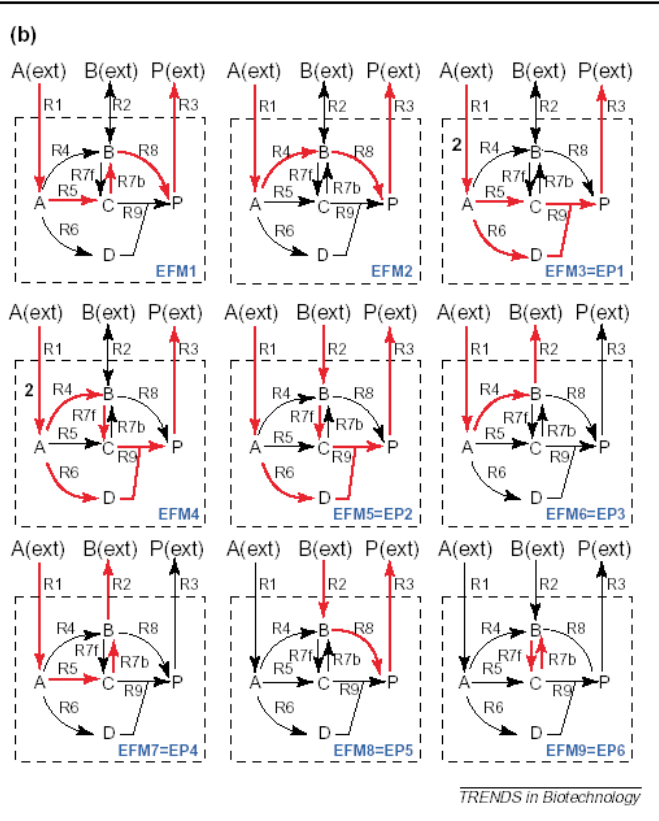 (b)
A(ext) B(ext) P(ext) A(ext) B(ext) P(ext) A(ext) B(ext) P(ext)
R1 R2 R3 R1 R2 R3 R1 R2 R3
R4 B R8 R4 B R8 2 R4 B R8
R7f R7b R7f R7b R7f R7b
A R5 C R9 P A R5 C R9 P A R5 C R9 P
R6 D R6 D R6 D
EFM1 EFM2 EFM3=EP1
A(ext) B(ext) P(ext) A(ext) B(ext) P(ext) A(ext) B(ext) P(ext)
R1 R2 R3 R1 R2 R3 R1 R2 R3
2 R4 B R8 R4 B R8 R4 B R8
R7f R7b R7f R7b R7f R7b
A R5 C R9 P A R5 C R9 P A R5 C R9 P
R6 D R6 D R6 D
EFM4 EFM5=EP2 EFM6=EP3
A(ext) B(ext) P(ext) A(ext) B(ext) P(ext) A(ext) B(ext) P(ext)
R1 R2 R3 R1 R2 R3 R1 R2 R3
R4 B R8 R4 B R8 R4 B R8
R7f R7b R7f R7b R7f R7b
A R5 C R9 P A R5 C R9 P A R5 C R9 P
R6 D R6 D R6 D
EFM7=EP4 EFM8=EP5 EFM9=EP6
TRENDS in Biotechnology